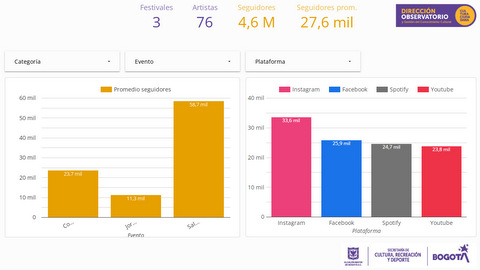 Festivales Artistas Seguidores Seguidores prom.
3 76 4,6 M 27,6 mil
DIRECCIÓN
OBSERVATORIO
Categoría Evento Plataforma
Promedio seguidores
60 mil
50 mil
40 mil
30 mil
20 mil
10 mil
0
23,7 mil
11,3 mil
58,7 mil
Co...
Jor...
Sal...
Evento
Instagram Facebook Spotify Youtube
40 mil
30 mil
20 mil
10 mil
0
33,6 mil
25,9 mil
24,7 mil
23,8 mil
Instagram Facebook Spotify Youtube
Plataforma
SECRETARÍA DE
CULTURA, RECREACIÓN
Y DEPORTE
BOGOTÁ